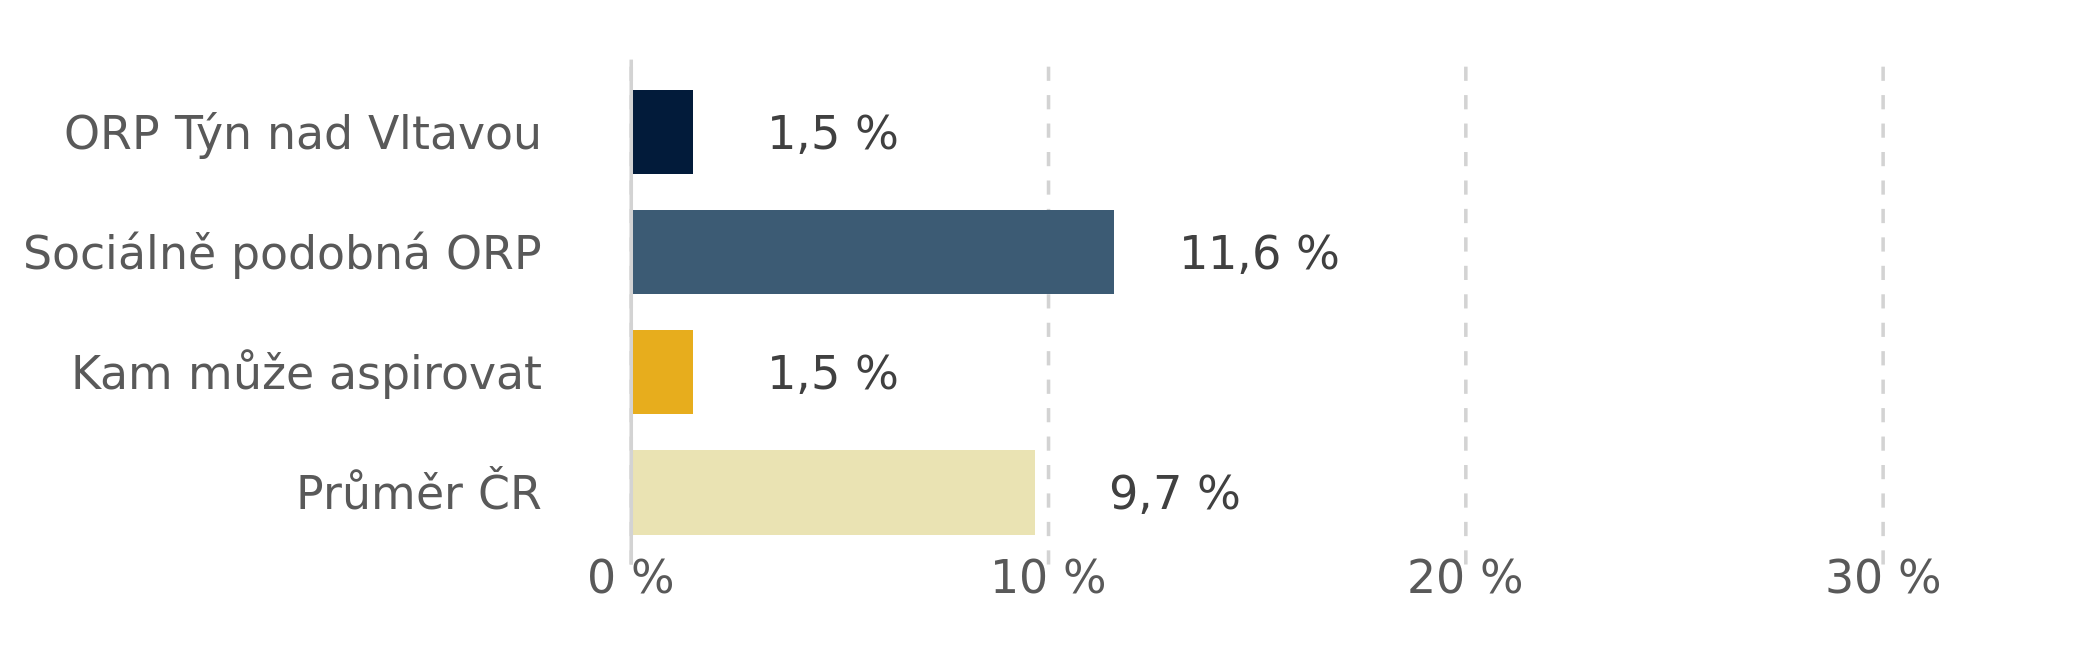 ORP Týn nad Vltavou 1,5 %
Sociálně podobná ORP 11,6 %
Kam může aspirovat 1,5 %
Průměr ČR 9,7 %
0 % 10 % 20 % 30 %